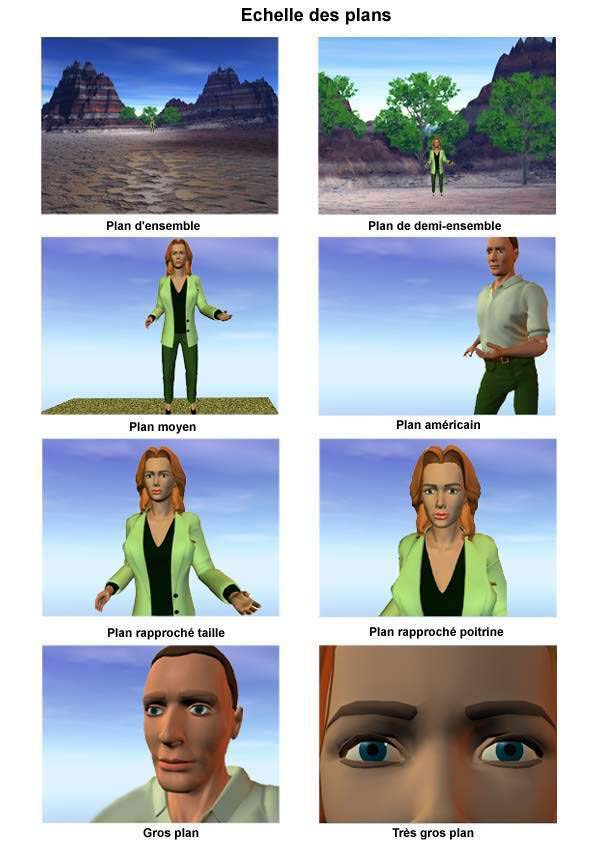 Echelle des plans
Plan d'ensemble
Plan de demi-ensemble
Plan moyen
Plan américain
Plan rapproché taille
Plan rapproché poitrine
Gros plan
Très gros plan